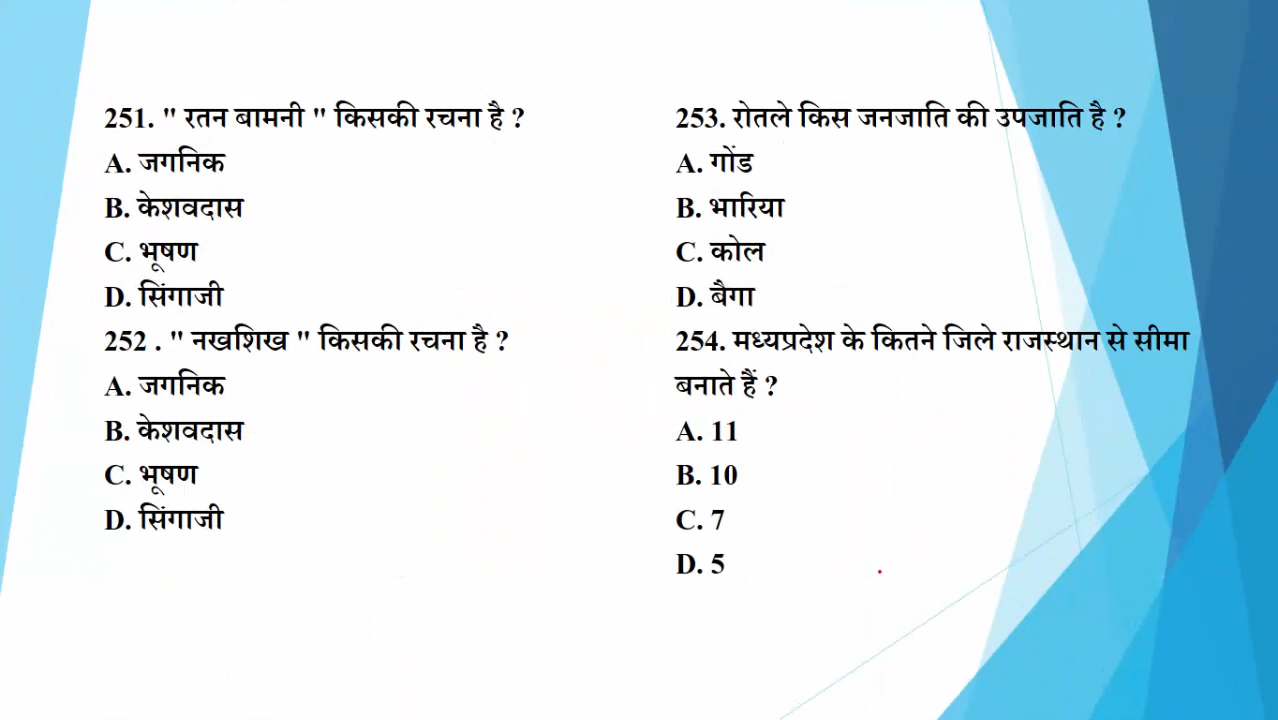 251. " रतन बामनी " किसकी रचना है ?
A. जगनिक
B. केशवदास
C. भूषण
D. सिंगाजी
252 . " नखशिख " किसकी रचना है ?
A. जगनिक
B. केशवदास
C. भूषण
D. सिंगाजी
253. रोतले किस जनजाति की उपजाति है ?
A. गोंड
B. भारिया
C. कोल
D. बैगा
254. मध्यप्रदेश के कितने जिले राजस्थान से सीमा
बनाते हैं ?
A. 11
B. 10
C. 7
D. 5